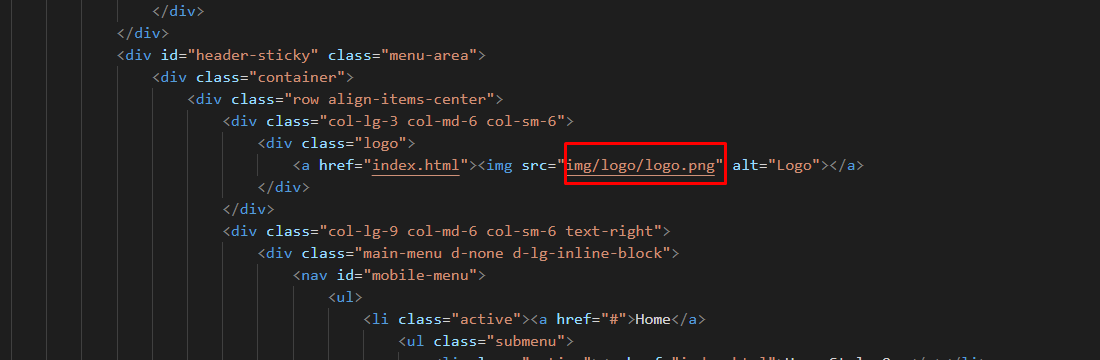 </div>
</div>
<div id="header-sticky" class="menu-area">
<div class="container">
<div class="row align-items-center">
<div class="col-lg-3 col-md-6 col-sm-6">
<div class="logo">
<a href="index.html"><img src="img/logo/logo.png" alt="Logo"></a>
</div>
</div>
<div class="col-lg-9 col-md-6 col-sm-6 text-right">
<div class="main-menu d-none d-lg-inline-block">
<nav id="mobile-menu">
<ul>
<li class="active"><a href="#">Home</a>
<ul class="submenu">